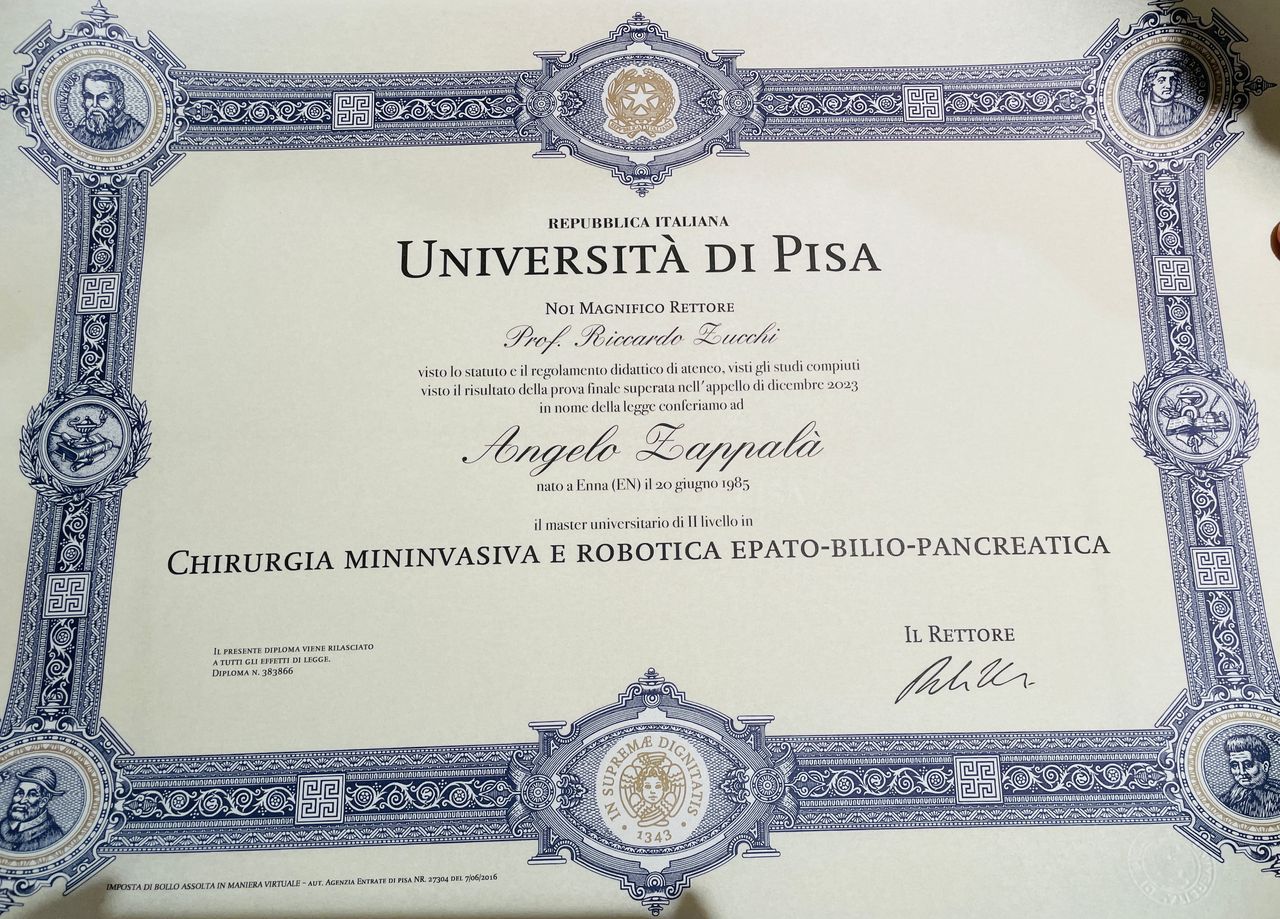 REPUBBLICA ITALIANA
UNIVERSITÀ DI PISA
NOI MAGNIFICO RETTORE
Prof. Riccardo Zucchi
visto lo statuto e il regolamento didattico di ateneo, visti gli studi compiuti
visto il risultato della prova finale superata nell'appello di dicembre 2023
in nome della legge conferiamo ad
Angelo Zappalà
nato a Enna (EN) il 20 giugno 1985
il master universitario di II livello in
CHIRURGIA MININVASIVA E ROBOTICA EPATO-BILIO-PANCREATICA
IL PRESENTE DIPLOMA VIENE RILASCIATO
A TUTTI GLI EFFETTI DI LEGGE.
DIPLOMA N. 383866
IL RETTORE
IN SUPREMÆ DIGNITATIS
1343
IMPOSTA DI BOLLO ASSOLTA IN MANIERA VIRTUALE – AUT. AGENZIA ENTRATE DI PISA NR. 27304 DEL 7/06/2016